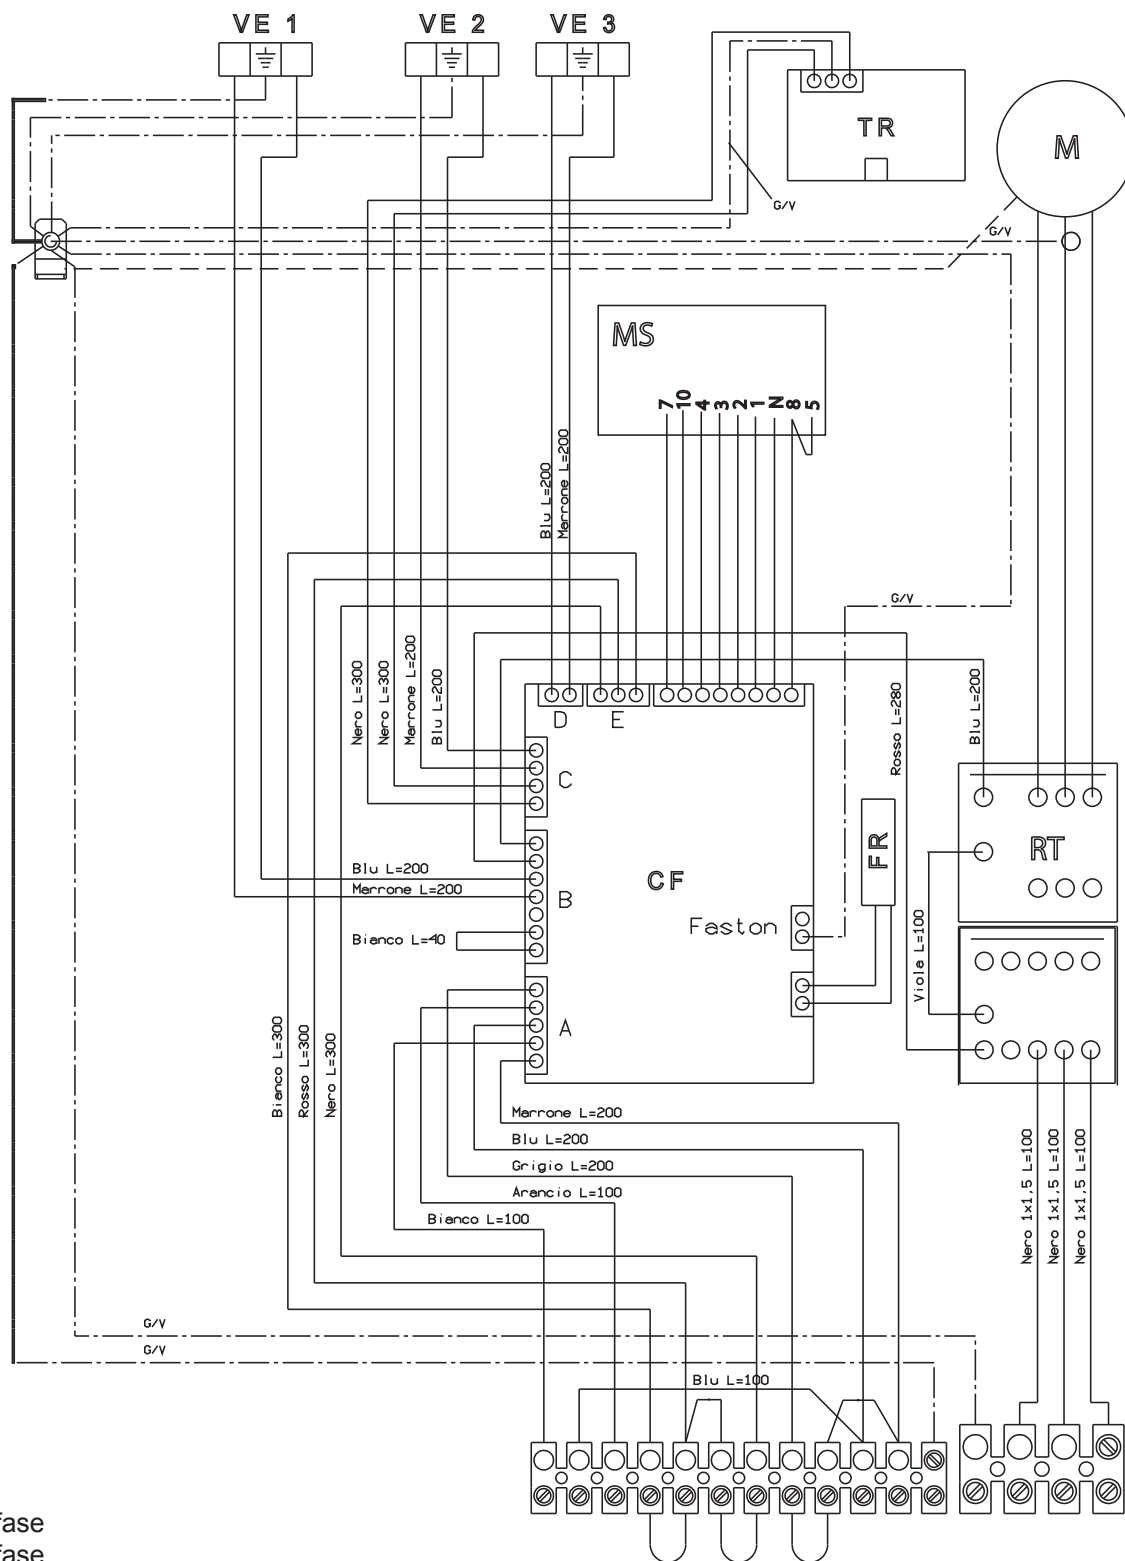 VE 1
VE 2
VE 3
TR
M
G/V
G/V
MS
7
10
4
3
2
1
N
8
5
Blu L=200
Marrone L=200
G/V
Nero L=300
Nero L=300
Marrone L=200
Blu L=200
Rosso L=280
Blu L=200
D
E
C
RT
FR
CF
Blu L=200
Marrone L=200
B
Faston
Bianco L=40
Viola L=100
A
Bianco L=300
Rosso L=300
Nero L=300
Marrone L=200
Blu L=200
Grigio L=200
Arancio L=100
Bianco L=100
Nero 1x1,5 L=100
Nero 1x1,5 L=100
Nero 1x1,5 L=100
G/V
G/V
Blu L=100
fase
fase